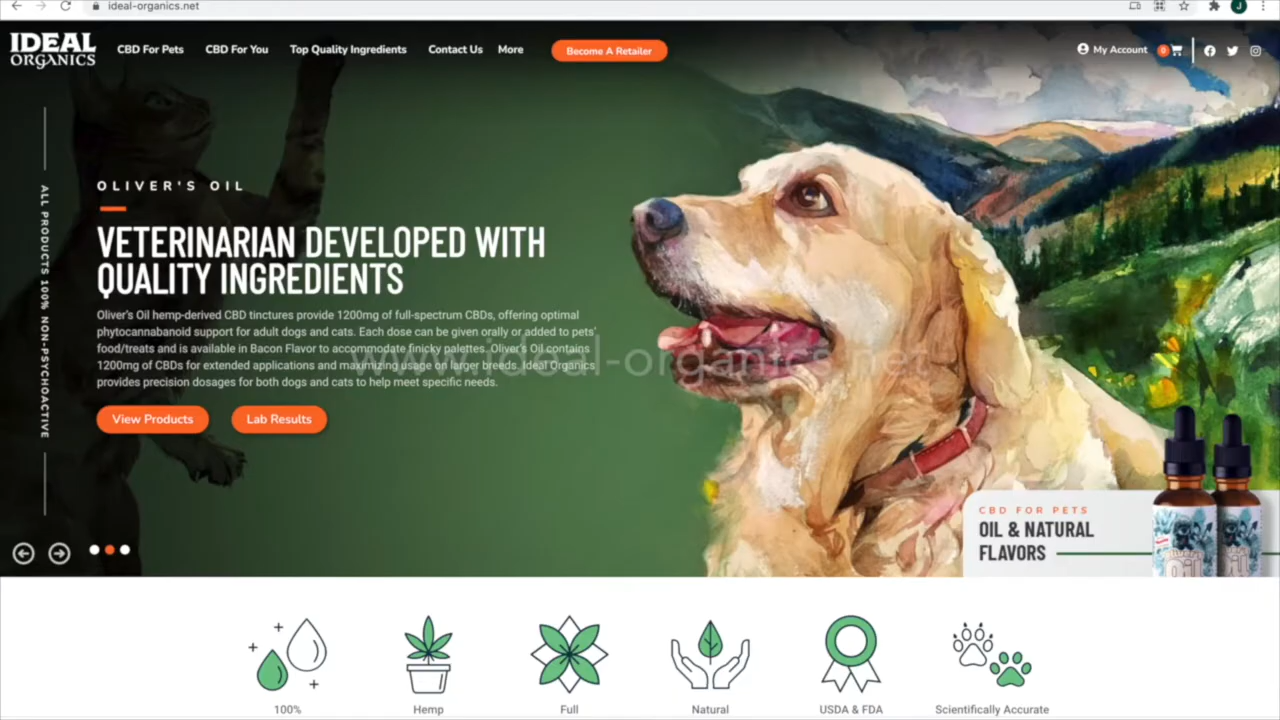 ideal-organics.net
J
IDEAL
ORGANICS
CBD For Pets
CBD For You
Top Quality Ingredients
Contact Us
More
Become A Retailer
My Account
0
ALL PRODUCTS 100% NON-PSYCHOACTIVE
OLIVER'S OIL
VETERINARIAN DEVELOPED WITH
QUALITY INGREDIENTS
Oliver's Oil hemp-derived CBD tinctures provide 1200mg of full-spectrum CBDs, offering optimal
phytocannabanoid support for adult dogs and cats. Each dose can be given orally or added to pets'
food/treats and is available in Bacon Flavor to accommodate finicky palettes. Oliver's Oil contains
1200mg of CBDs for extended applications and maximizing usage on larger breeds. Ideal Organics
provides precision dosages for both dogs and cats to help meet specific needs.
www.ideal-organics.net
View Products
Lab Results
CBD FOR PETS
OIL & NATURAL
FLAVORS
100%
Hemp
Full
Natural
USDA & FDA
Scientifically Accurate